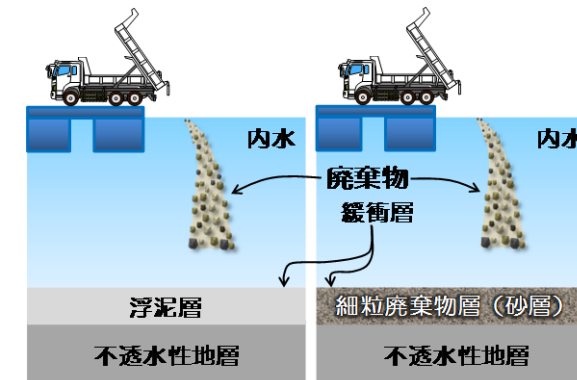 内水
内水
廃棄物
緩衝層
浮泥層
細粒廃棄物層（砂層）
不透水性地層
不透水性地層